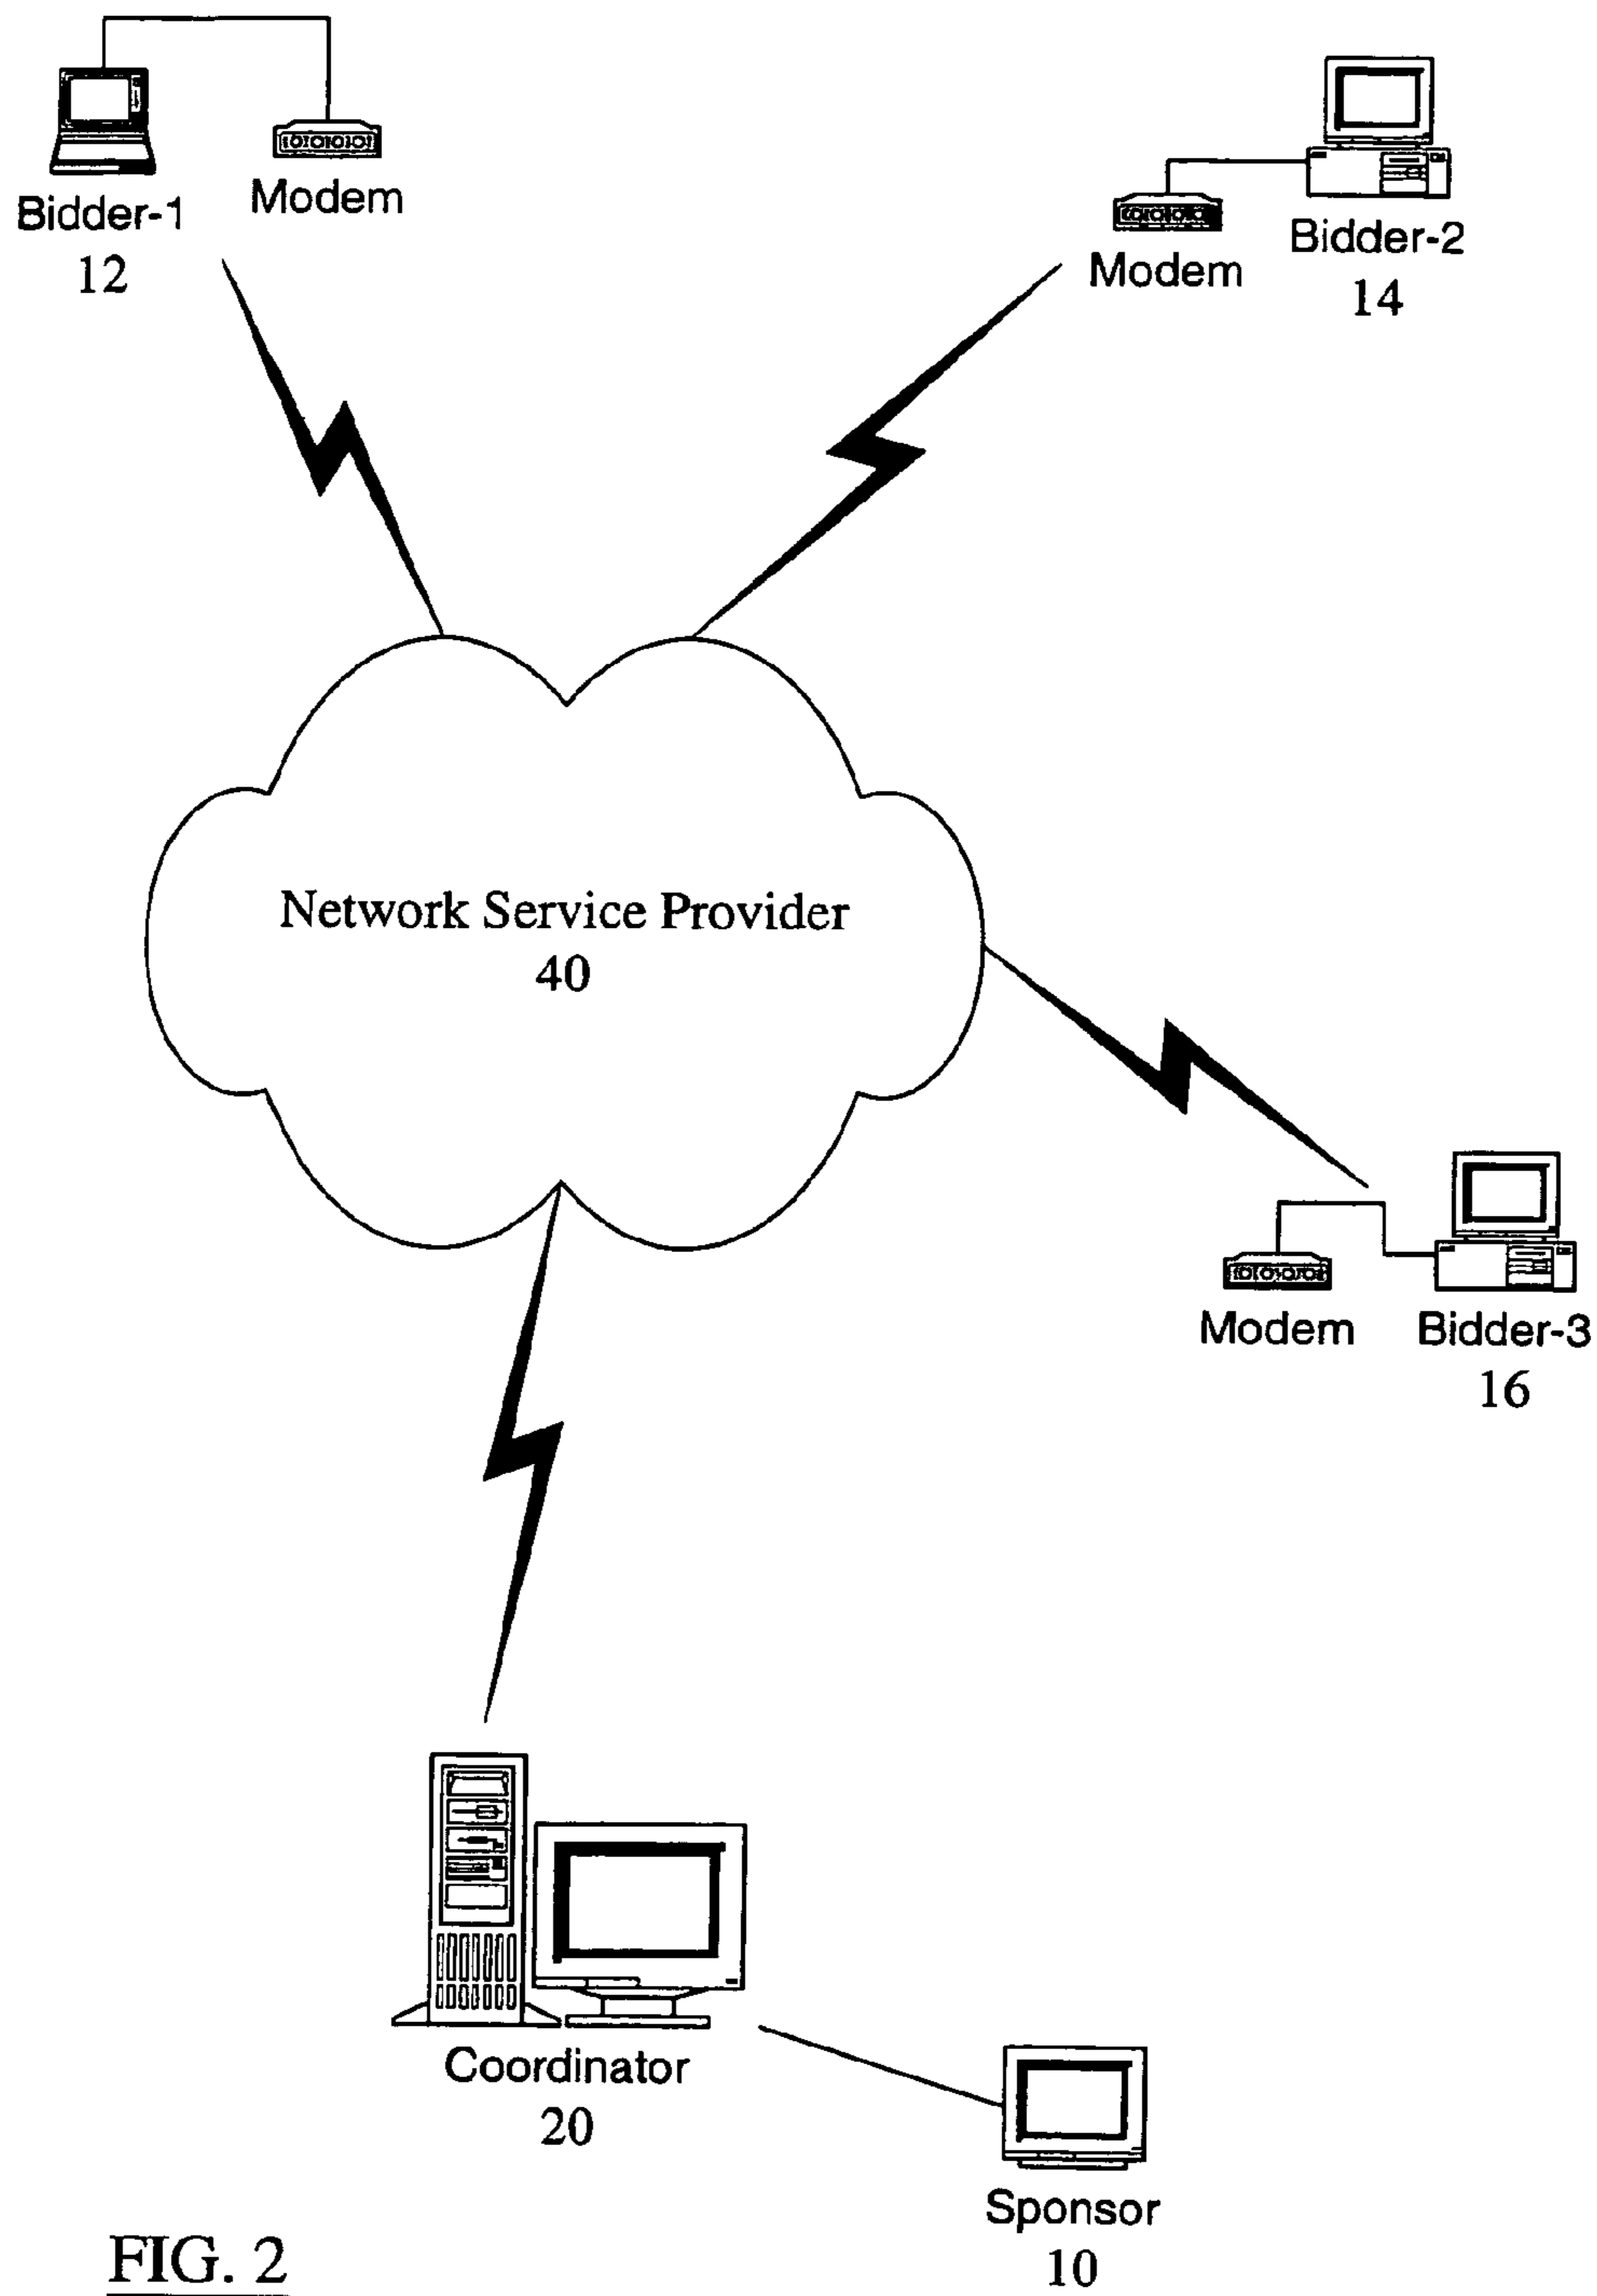 Bidder-1
12
Modem
Modem
Bidder-2
14
Network Service Provider
40
Modem
Bidder-3
16
Coordinator
20
Sponsor
10
FIG. 2